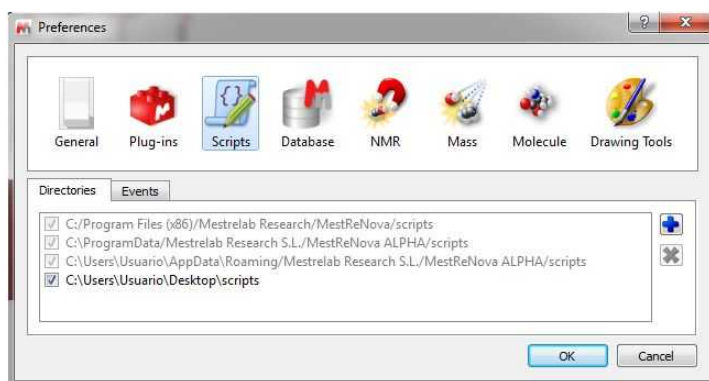 Preferences
General Plug-ins Scripts Database NMR Mass Molecule Drawing Tools
Directories Events
C:/Program Files (x86)/Mestrelab Research/MestReNova/scripts
C:\ProgramData/Mestrelab Research S.L./MestReNova ALPHA/scripts
C:\Users\Usuario\AppData\Roaming/Mestrelab Research S.L./MestReNova ALPHA/scripts
C:\Users\Usuario\Desktop\scripts
OK Cancel